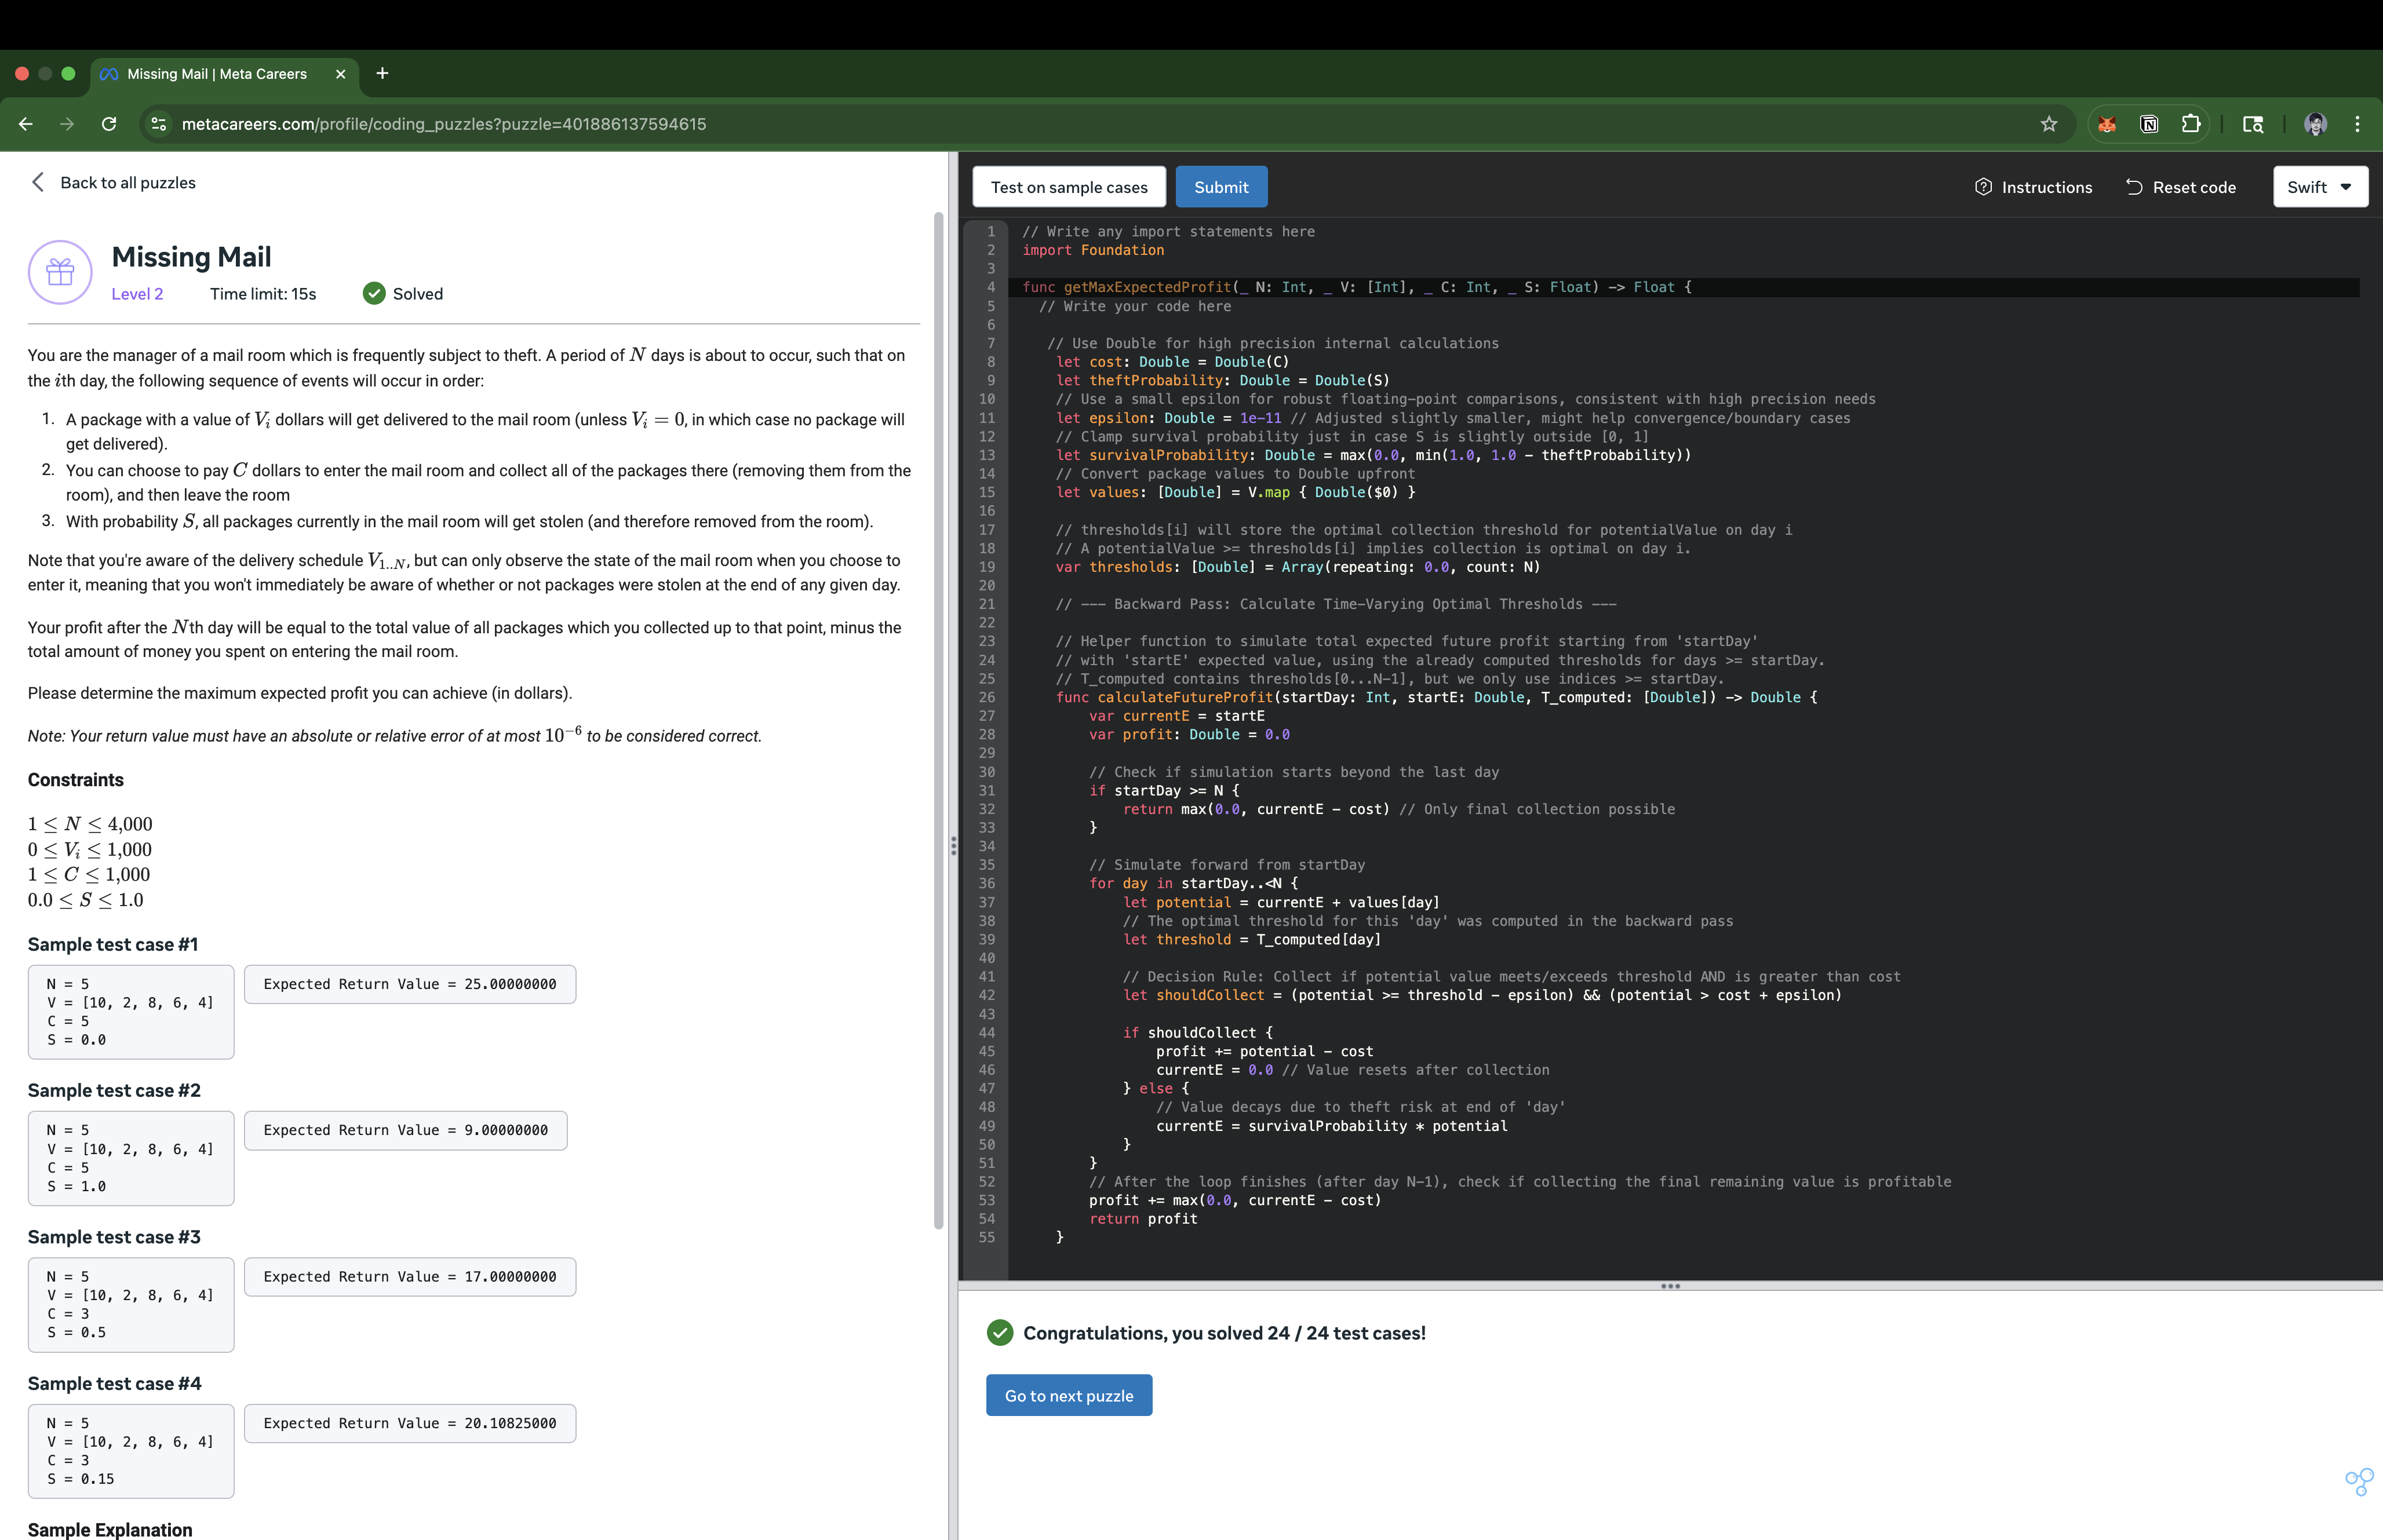 Missing Mail | Meta Careers
metacareers.com/profile/coding_puzzles?puzzle=401886137594615
Back to all puzzles
Missing Mail
Level 2 Time limit: 15s Solved
You are the manager of a mail room which is frequently subject to theft. A period of N days is about to occur, such that on
the ith day, the following sequence of events will occur in order:
1. A package with a value of Vi dollars will get delivered to the mail room (unless Vi = 0, in which case no package will
get delivered).
2. You can choose to pay C dollars to enter the mail room and collect all of the packages there (removing them from the
room), and then leave the room
3. With probability S, all packages currently in the mail room will get stolen (and therefore removed from the room).
Note that you're aware of the delivery schedule V1..N, but can only observe the state of the mail room when you choose to
enter it, meaning that you won't immediately be aware of whether or not packages were stolen at the end of any given day.
Your profit after the Nth day will be equal to the total value of all packages which you collected up to that point, minus the
total amount of money you spent on entering the mail room.
Please determine the maximum expected profit you can achieve (in dollars).
Note: Your return value must have an absolute or relative error of at most 10^−6 to be considered correct.
Constraints
1 ≤ N ≤ 4,000
0 ≤ Vi ≤ 1,000
1 ≤ C ≤ 1,000
0.0 ≤ S ≤ 1.0
Sample test case #1
N = 5
V = [10, 2, 8, 6, 4]
C = 5
S = 0.0
Expected Return Value = 25.00000000
Sample test case #2
N = 5
V = [10, 2, 8, 6, 4]
C = 5
S = 1.0
Expected Return Value = 9.00000000
Sample test case #3
N = 5
V = [10, 2, 8, 6, 4]
C = 3
S = 0.5
Expected Return Value = 17.00000000
Sample test case #4
N = 5
V = [10, 2, 8, 6, 4]
C = 3
S = 0.15
Expected Return Value = 20.10825000
Sample Explanation
Test on sample cases Submit Instructions Reset code Swift
1 // Write any import statements here
2 import Foundation
3
4 func getMaxExpectedProfit(_ N: Int, _ V: [Int], _ C: Int, _ S: Float) -> Float {
5 // Write your code here
6
7 // Use Double for high precision internal calculations
8 let cost: Double = Double(C)
9 let theftProbability: Double = Double(S)
10 // Use a small epsilon for robust floating-point comparisons, consistent with high precision needs
11 let epsilon: Double = 1e-11 // Adjusted slightly smaller, might help convergence/boundary cases
12 // Clamp survival probability just in case S is slightly outside [0, 1]
13 let survivalProbability: Double = max(0.0, min(1.0, 1.0 - theftProbability))
14 // Convert package values to Double upfront
15 let values: [Double] = V.map { Double($0) }
16
17 // thresholds[i] will store the optimal collection threshold for potentialValue on day i
18 // A potentialValue >= thresholds[i] implies collection is optimal on day i.
19 var thresholds: [Double] = Array(repeating: 0.0, count: N)
20
21 // --- Backward Pass: Calculate Time-Varying Optimal Thresholds ---
22
23 // Helper function to simulate total expected future profit starting from 'startDay'
24 // with 'startE' expected value, using the already computed thresholds for days >= startDay.
25 // T_computed contains thresholds[0...N-1], but we only use indices >= startDay.
26 func calculateFutureProfit(startDay: Int, startE: Double, T_computed: [Double]) -> Double {
27 var currentE = startE
28 var profit: Double = 0.0
29
30 // Check if simulation starts beyond the last day
31 if startDay >= N {
32 return max(0.0, currentE - cost) // Only final collection possible
33 }
34
35 // Simulate forward from startDay
36 for day in startDay..<N {
37 let potential = currentE + values[day]
38 // The optimal threshold for this 'day' was computed in the backward pass
39 let threshold = T_computed[day]
40
41 // Decision Rule: Collect if potential value meets/exceeds threshold AND is greater than cost
42 let shouldCollect = (potential >= threshold - epsilon) && (potential > cost + epsilon)
43
44 if shouldCollect {
45 profit += potential - cost
46 currentE = 0.0 // Value resets after collection
47 } else {
48 // Value decays due to theft risk at end of 'day'
49 currentE = survivalProbability * potential
50 }
51 }
52 // After the loop finishes (after day N-1), check if collecting the final remaining value is profitable
53 profit += max(0.0, currentE - cost)
54 return profit
55 }
Congratulations, you solved 24 / 24 test cases!
Go to next puzzle